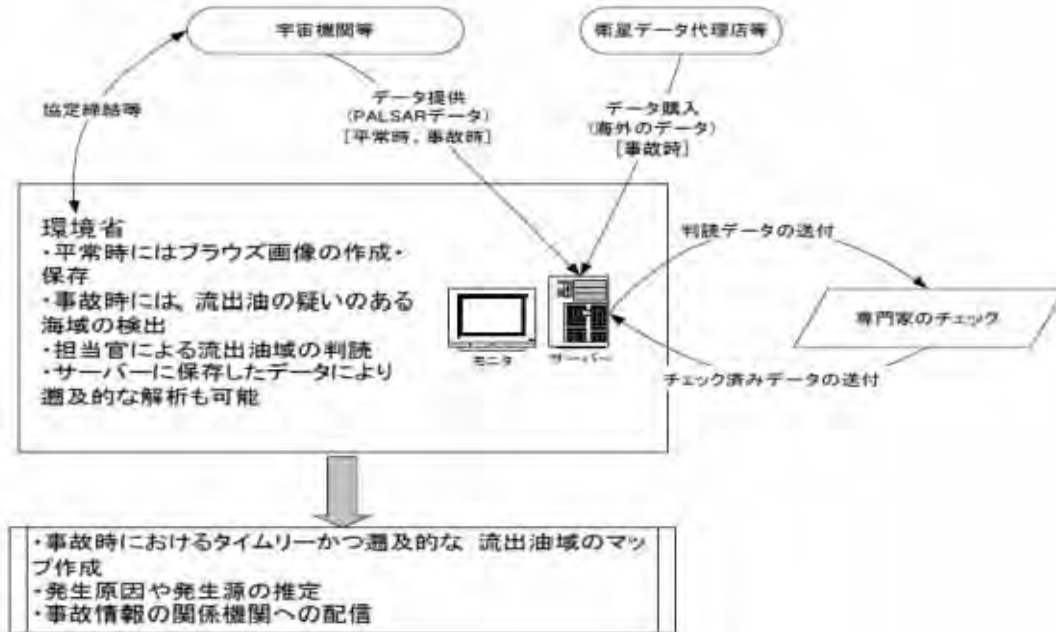 宇宙機関等
衛星データ代理店等
協定締結等
データ提供
(PALSARデータ)
[平常時，事故時]
データ購入
(海外のデータ)
[事故時]
環境省
・平常時にはブラウズ画像の作成・
保存
・事故時には、流出油の疑いのある
海域の検出
・担当官による流出油域の判読
・サーバーに保存したデータにより
遡及的な解析も可能
モニタ
サーバー
判読データの送付
専門家のチェック
チェック済みデータの送付
・事故時におけるタイムリーかつ遡及的な 流出油域のマッ
プ作成
・発生原因や発生源の推定
・事故情報の関係機関への配信